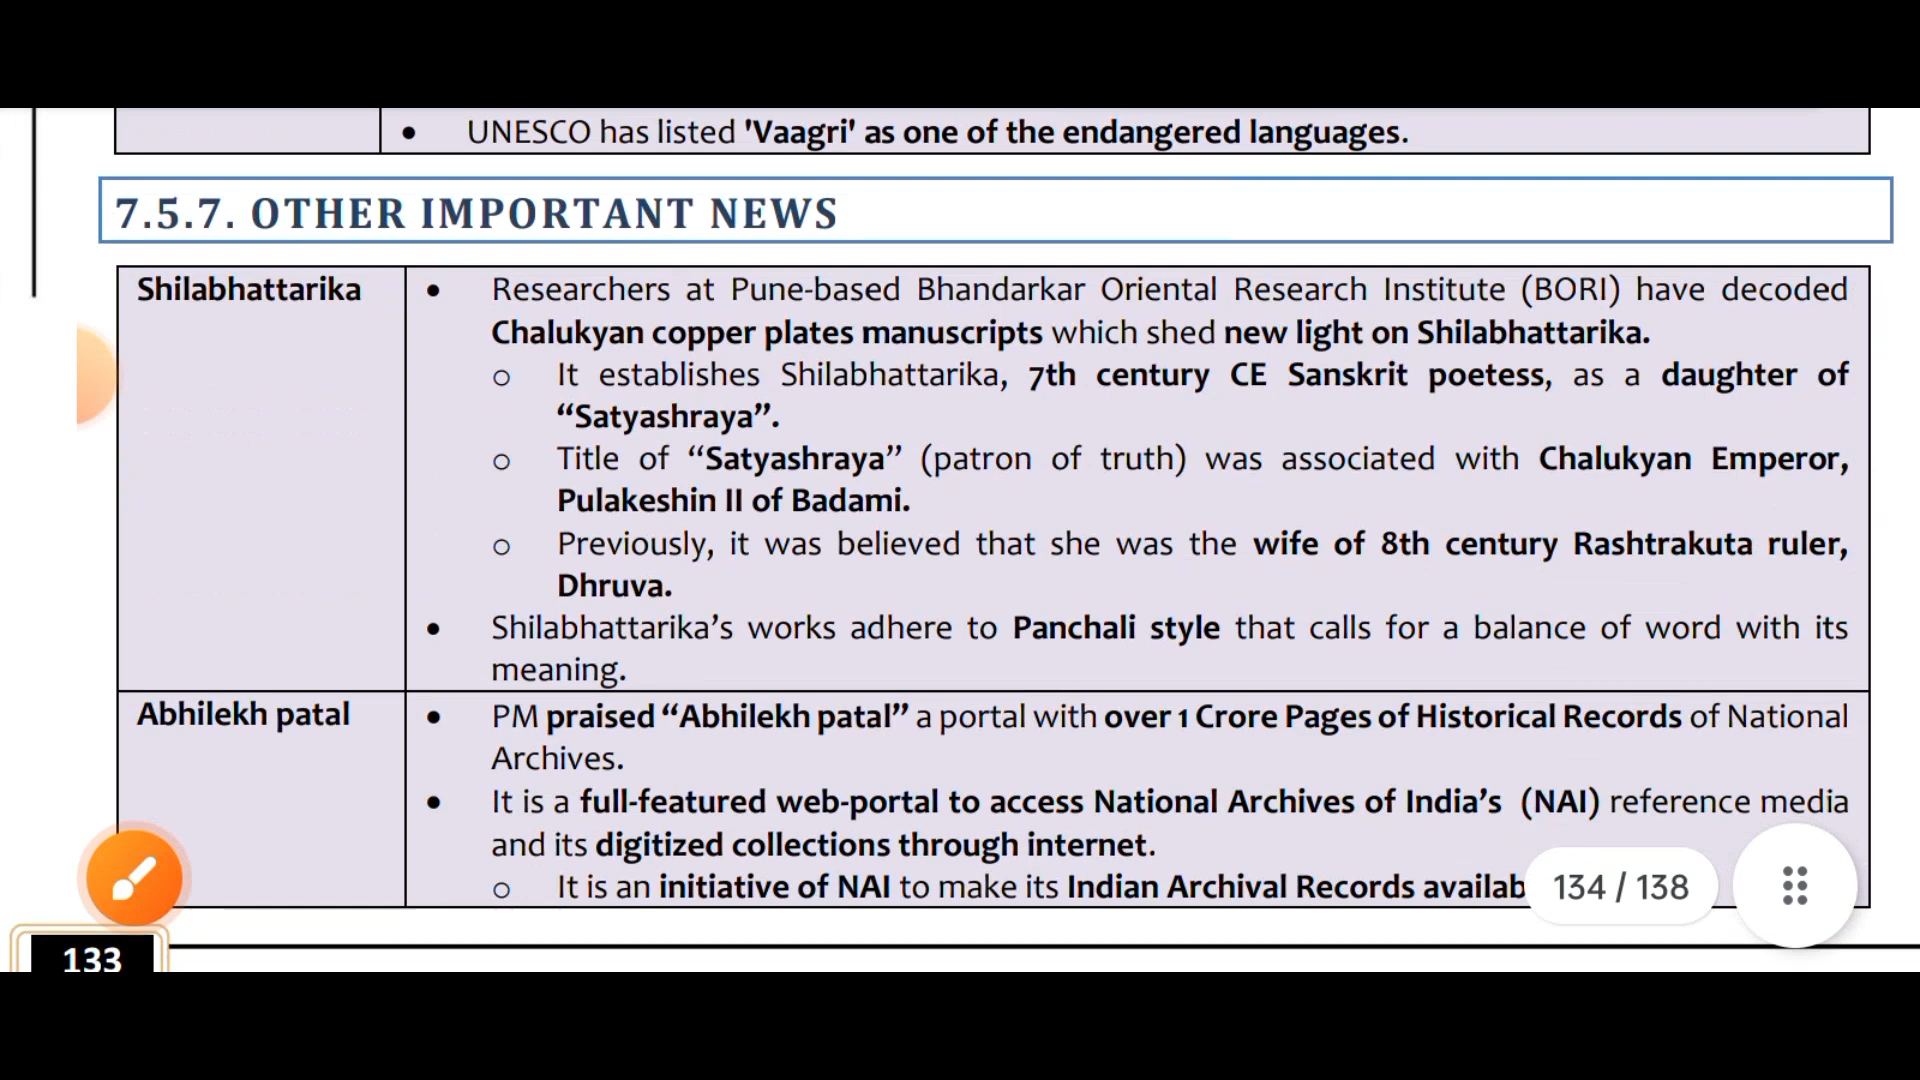 • UNESCO has listed 'Vaagri' as one of the endangered languages.
7.5.7. OTHER IMPORTANT NEWS
Shilabhattarika
• Researchers at Pune-based Bhandarkar Oriental Research Institute (BORI) have decoded
Chalukyan copper plates manuscripts which shed new light on Shilabhattarika.
o It establishes Shilabhattarika, 7th century CE Sanskrit poetess, as a daughter of
“Satyashraya”.
o Title of “Satyashraya” (patron of truth) was associated with Chalukyan Emperor,
Pulakeshin II of Badami.
o Previously, it was believed that she was the wife of 8th century Rashtrakuta ruler,
Dhruva.
• Shilabhattarika’s works adhere to Panchali style that calls for a balance of word with its
meaning.
Abhilekh patal
• PM praised “Abhilekh patal” a portal with over 1 Crore Pages of Historical Records of National
Archives.
• It is a full-featured web-portal to access National Archives of India’s (NAI) reference media
and its digitized collections through internet.
o It is an initiative of NAI to make its Indian Archival Records availab
134 / 138
133